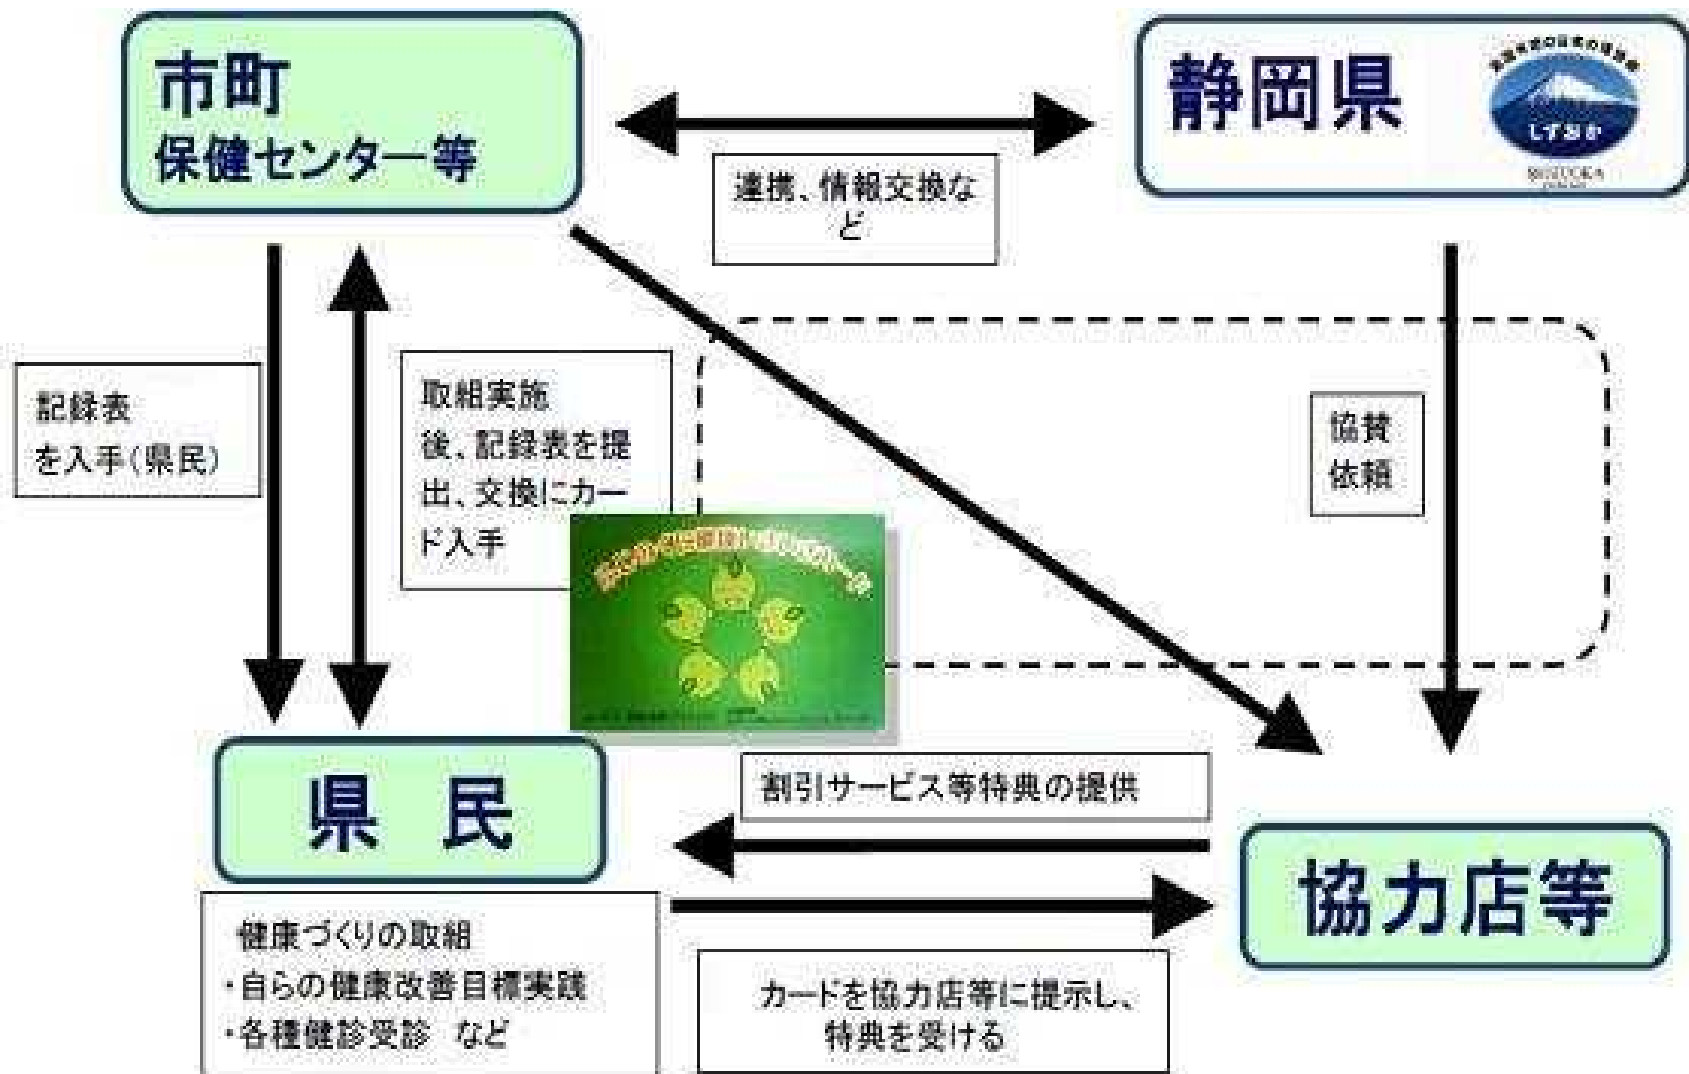 市町
保健センター等
静岡県
しずおか
連携、情報交換な
ど
記録表
を入手(県民)
取組実施
後、記録表を提
出、交換にカー
ド入手
協賛
依頼
県 民
割引サービス等特典の提供
協力店等
健康づくりの取組
・自らの健康改善目標実践
・各種健診受診 など
カードを協力店等に提示し、
特典を受ける